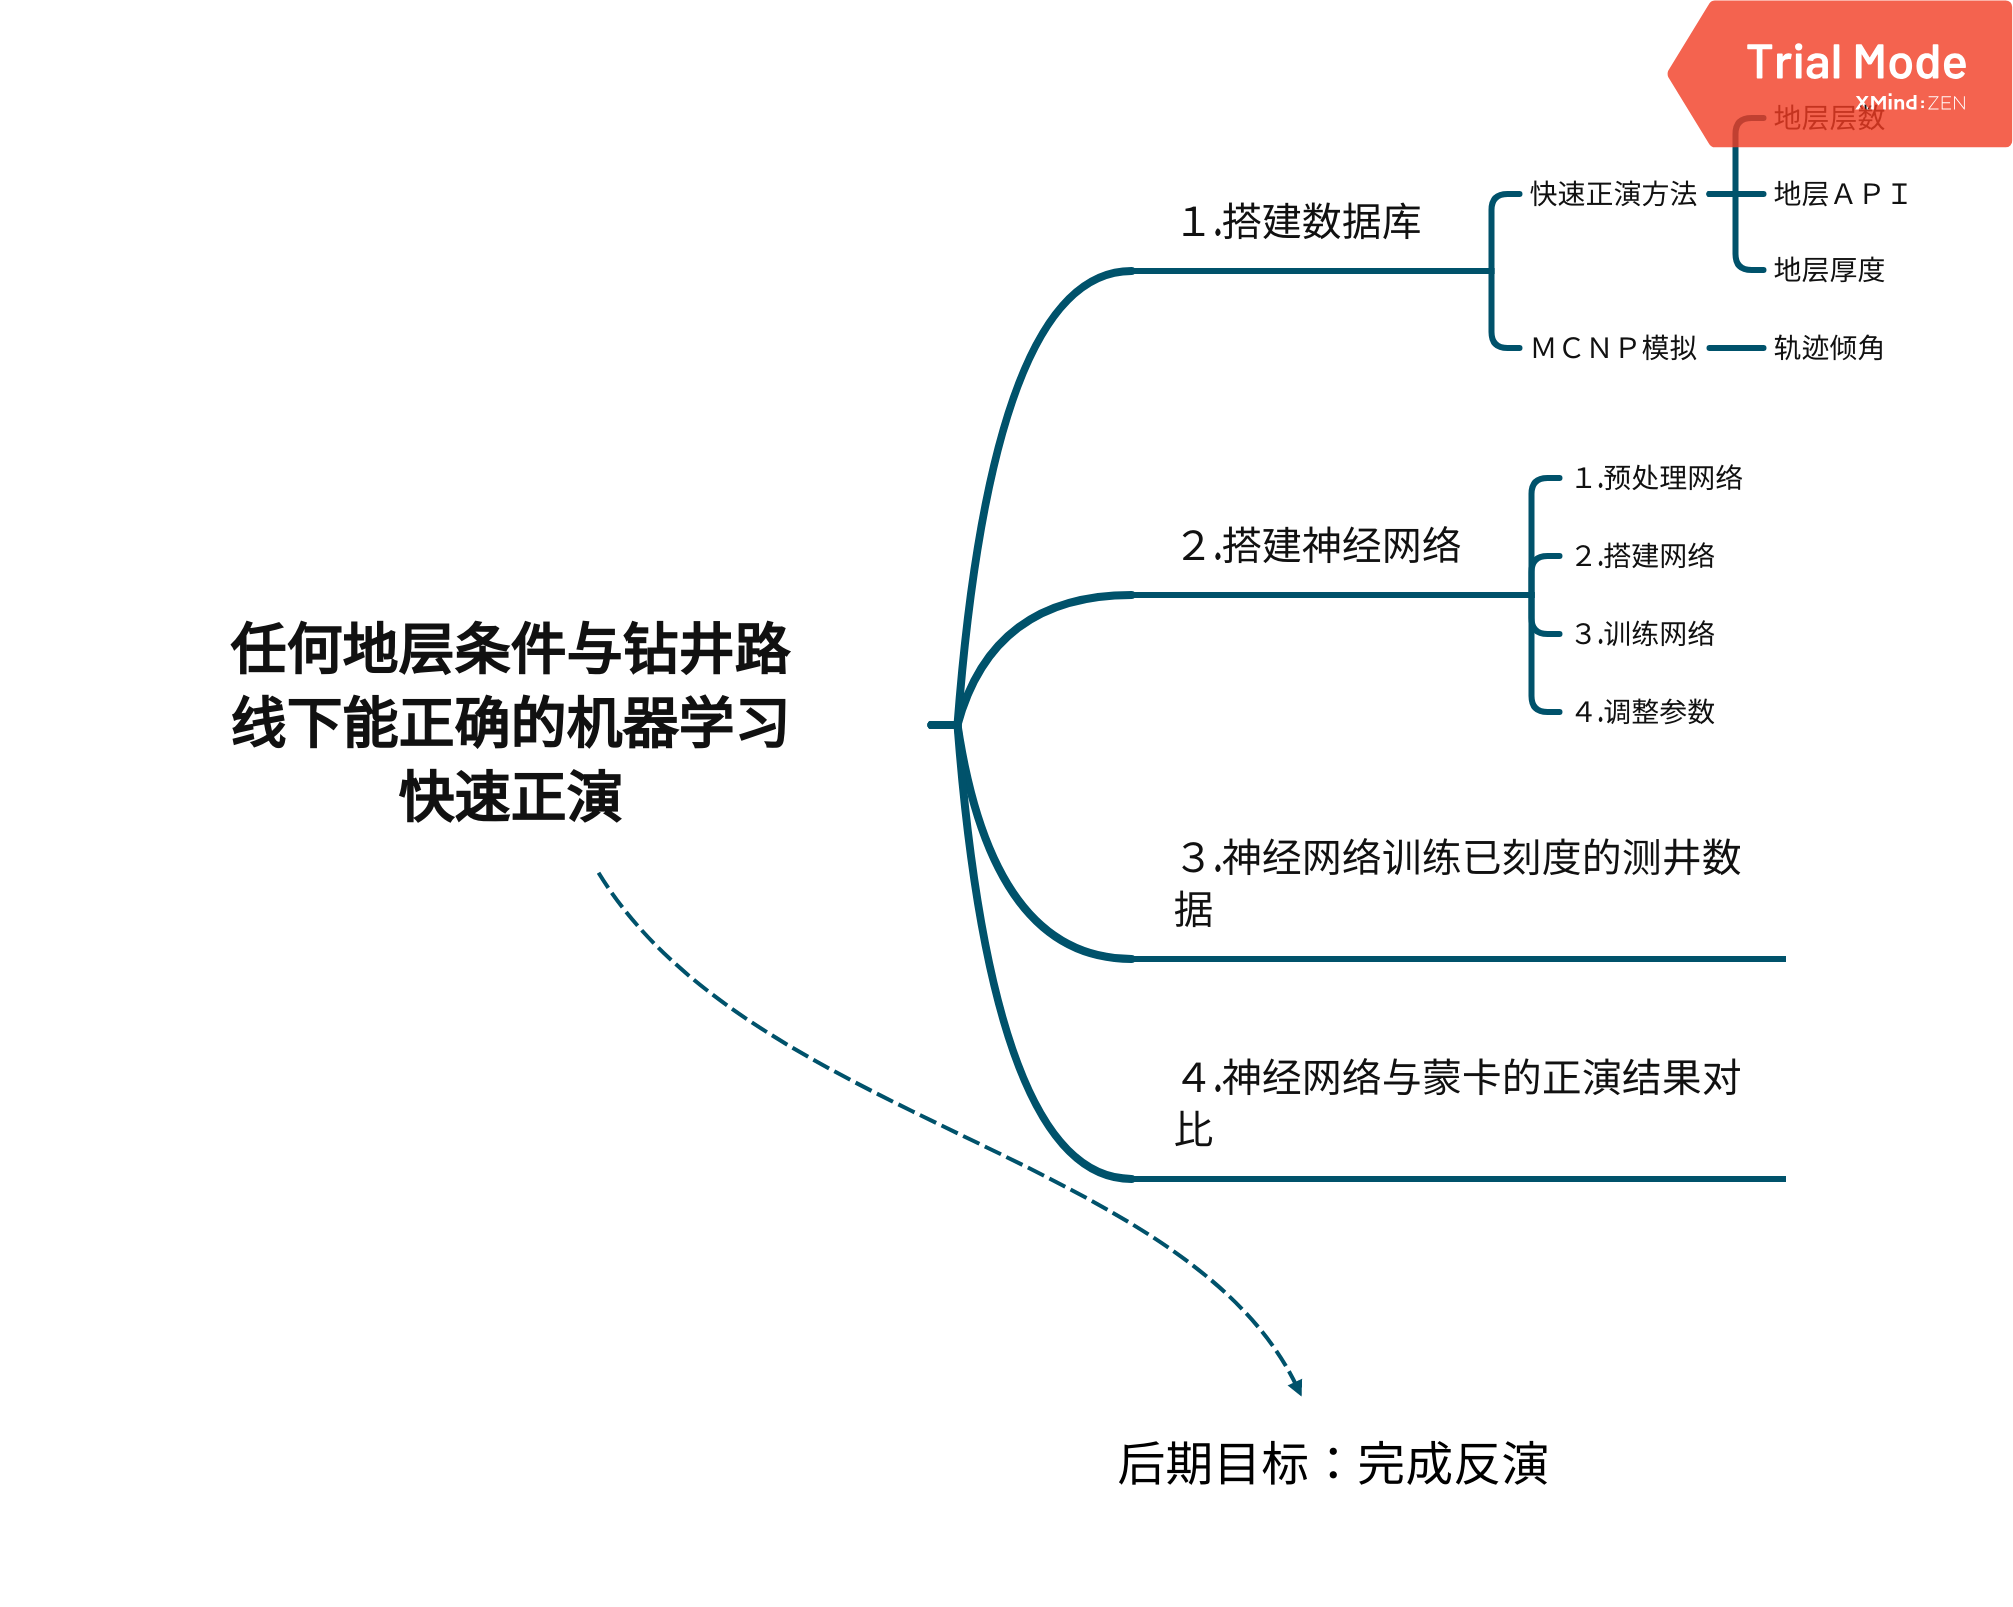 Trial Mode
XMind:ZEN
地层层数
快速正演方法
地层ＡＰＩ
１.搭建数据库
地层厚度
ＭＣＮＰ模拟
轨迹倾角
１.预处理网络
２.搭建神经网络
２.搭建网络
３.训练网络
４.调整参数
任何地层条件与钻井路
线下能正确的机器学习
快速正演
３.神经网络训练已刻度的测井数
据
４.神经网络与蒙卡的正演结果对
比
后期目标：完成反演